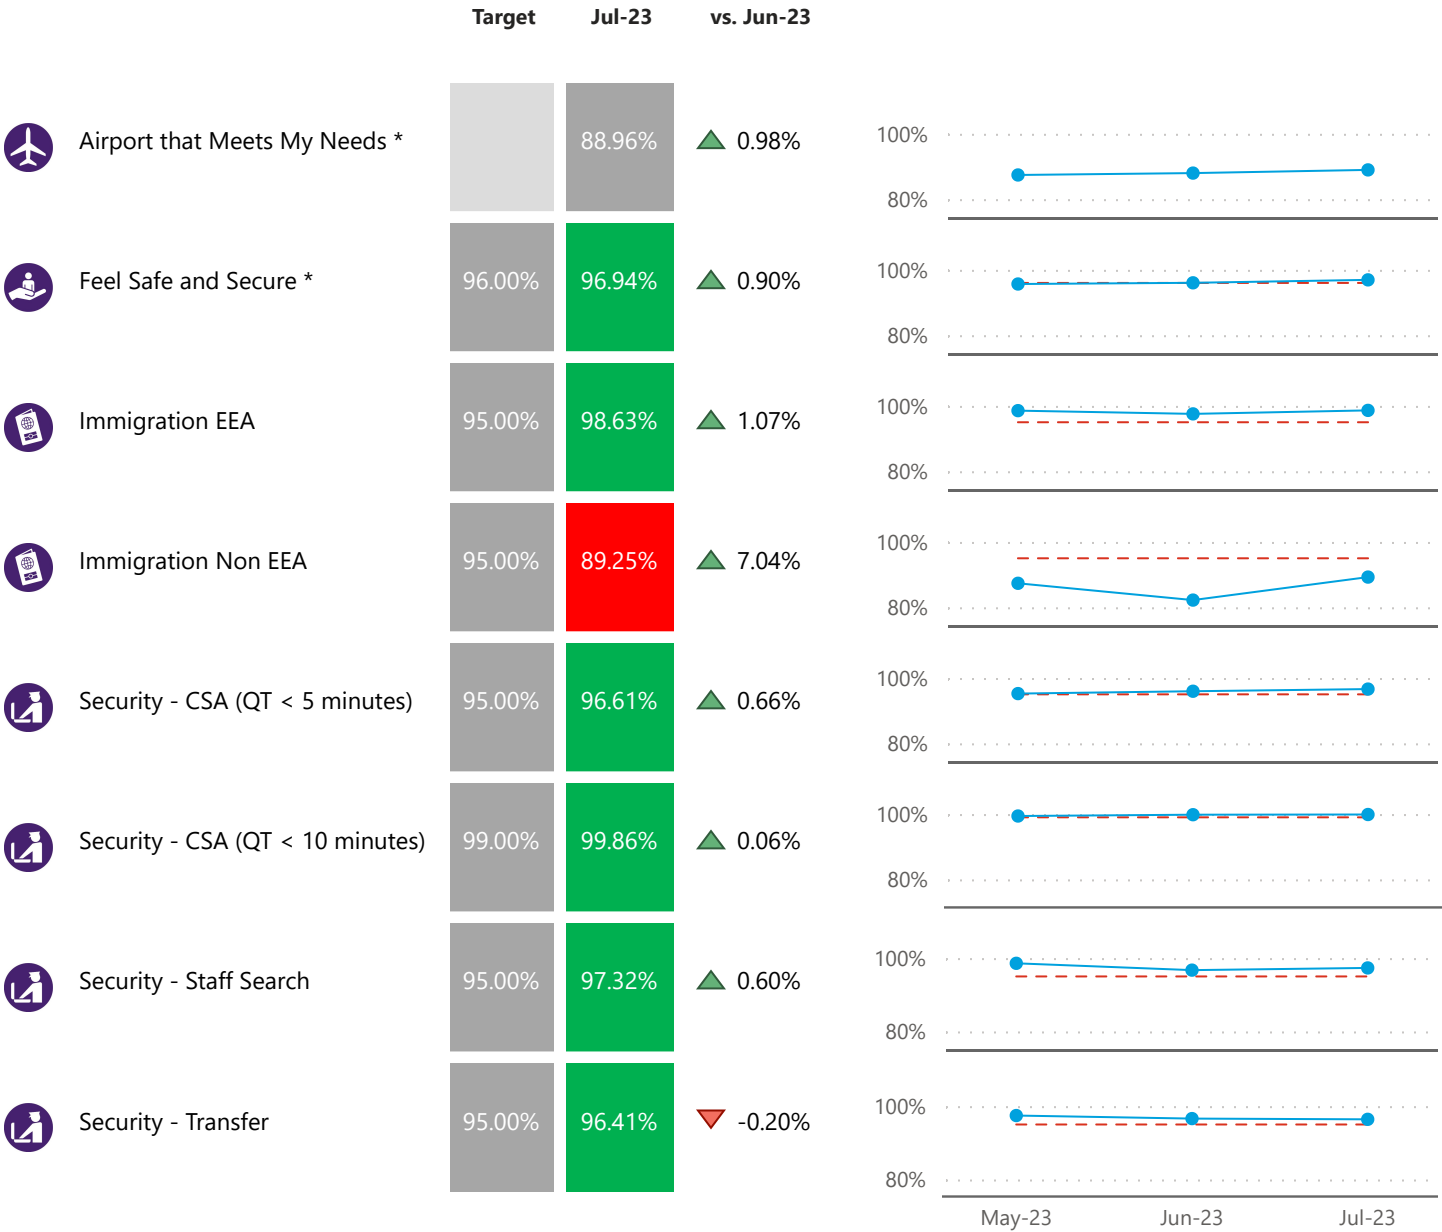 Target Jul-23 vs. Jun-23
Airport that Meets My Needs * 88.96% 0.98% 100%
80%
Feel Safe and Secure * 96.00% 96.94% 0.90% 100%
80%
Immigration EEA 95.00% 98.63% 1.07% 100%
80%
Immigration Non EEA 95.00% 89.25% 7.04% 100%
80%
Security - CSA (QT < 5 minutes) 95.00% 96.61% 0.66% 100%
80%
Security - CSA (QT < 10 minutes) 99.00% 99.86% 0.06% 100%
80%
Security - Staff Search 95.00% 97.32% 0.60% 100%
80%
Security - Transfer 95.00% 96.41% -0.20% 100%
80%
May-23 Jun-23 Jul-23